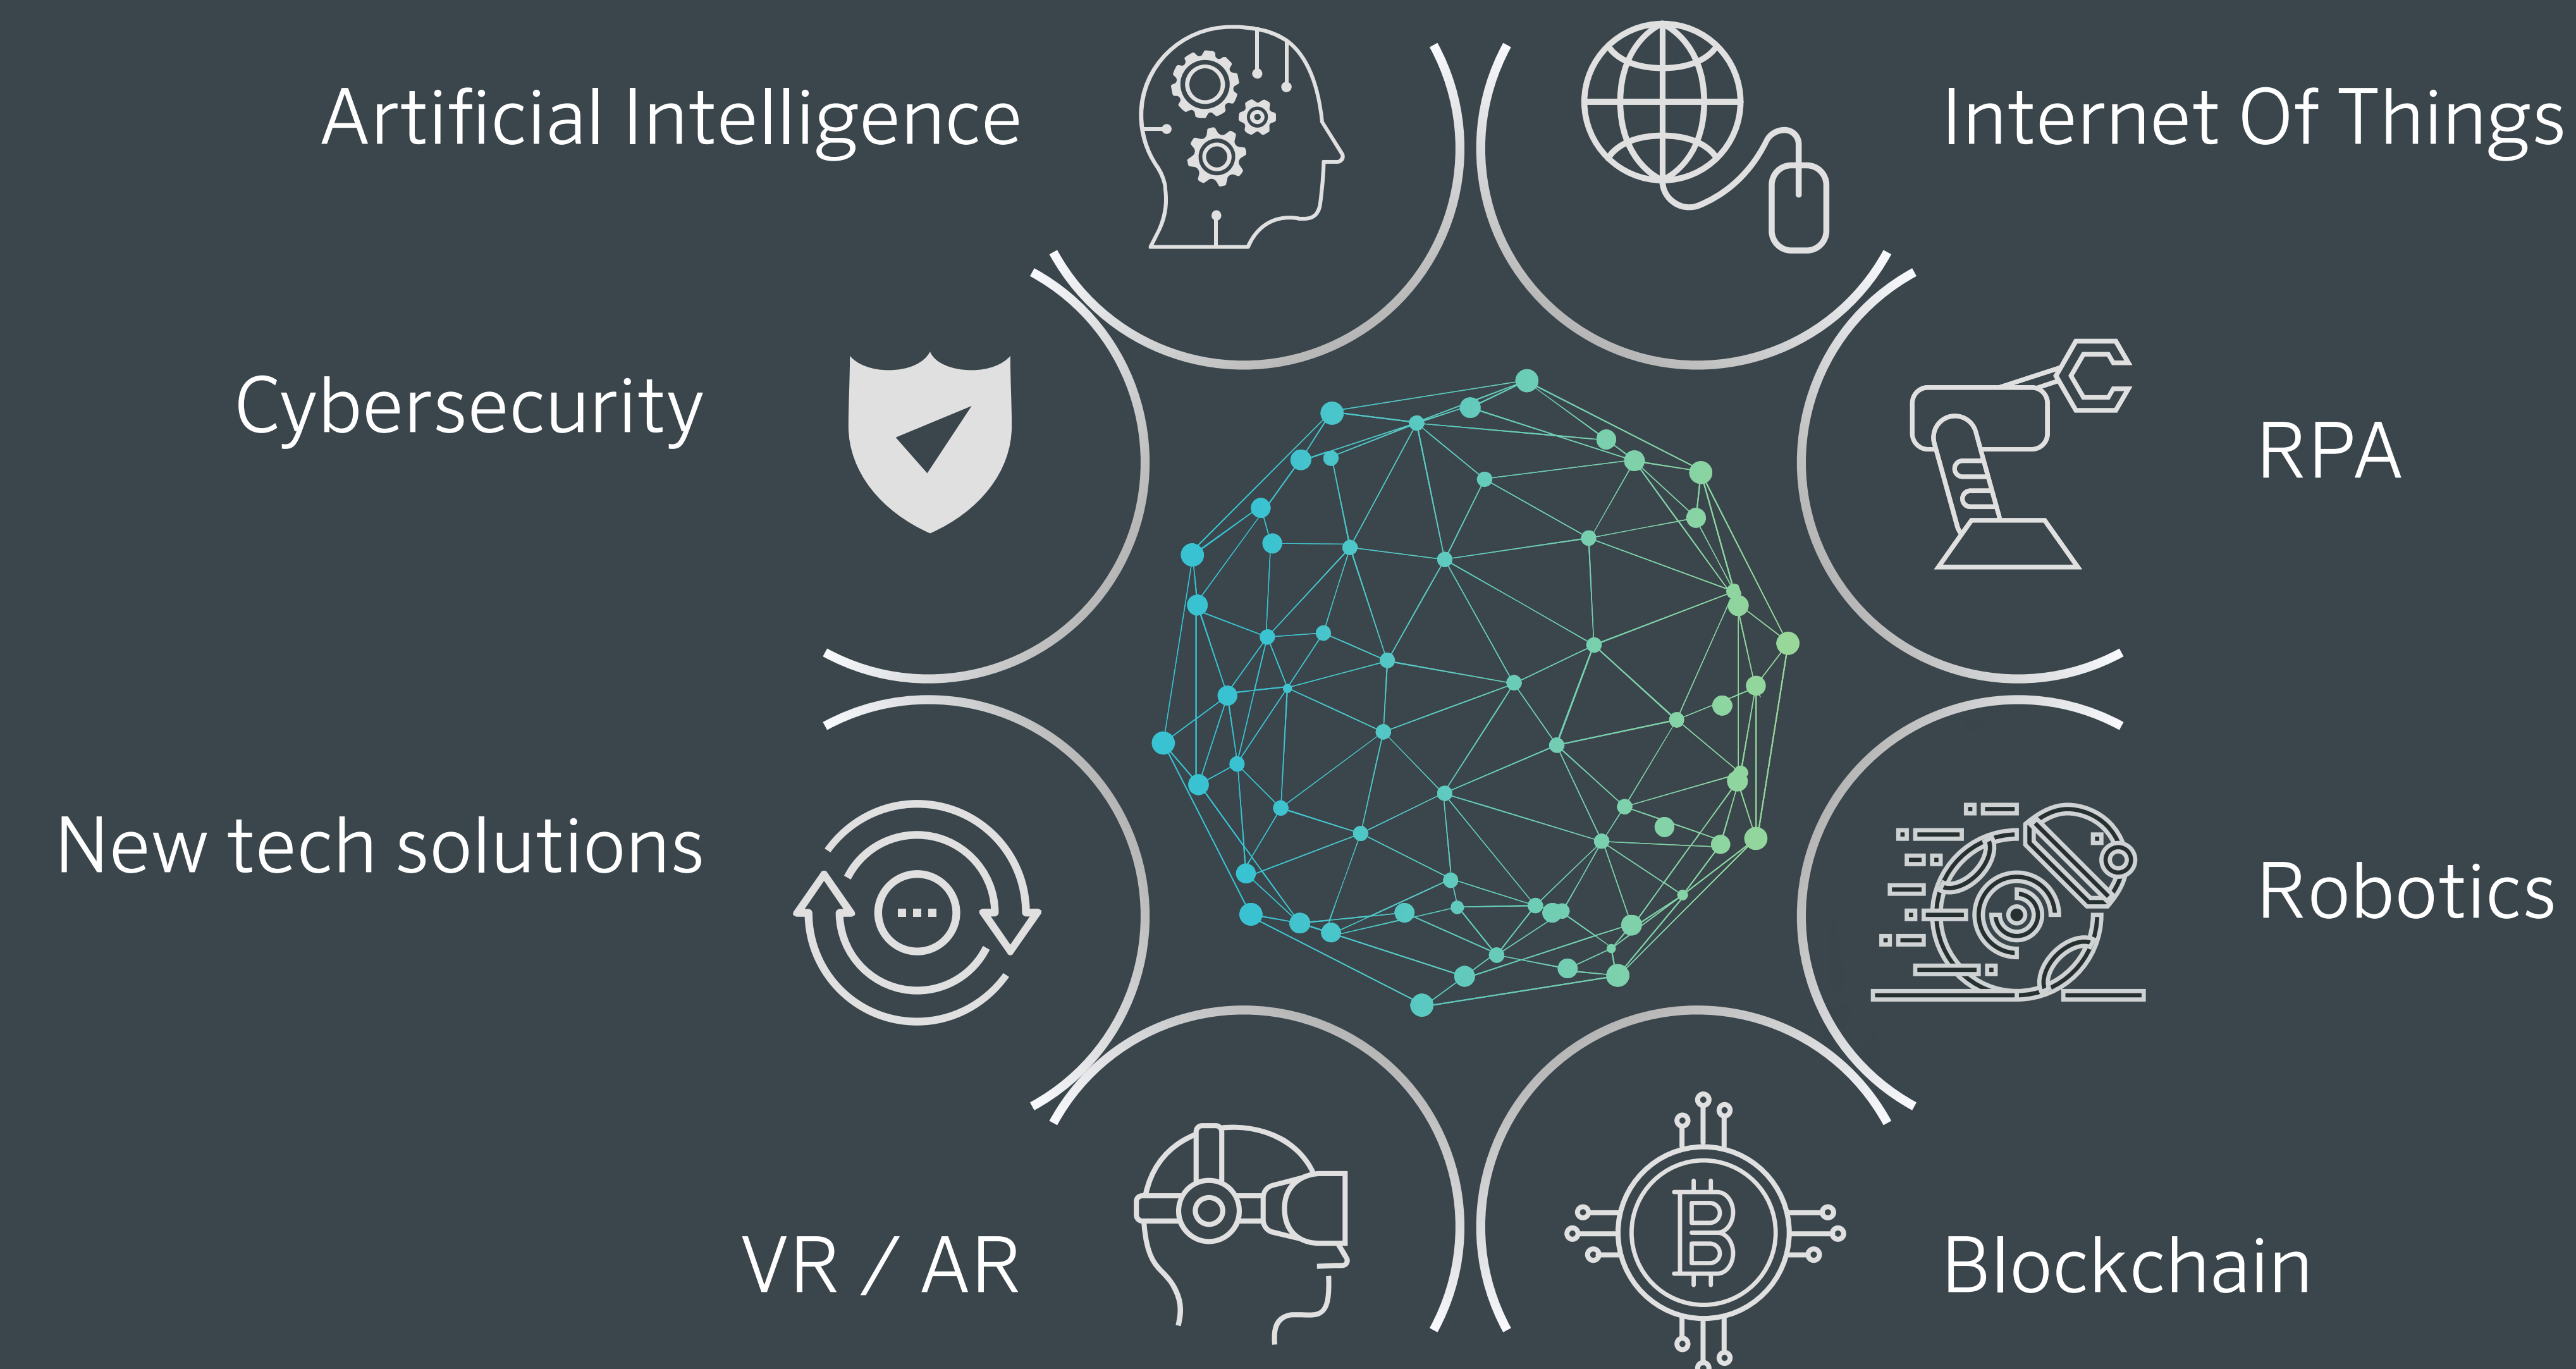 Artificial Intelligence
Internet Of Things
Cybersecurity
RPA
New tech solutions
Robotics
VR / AR
Blockchain